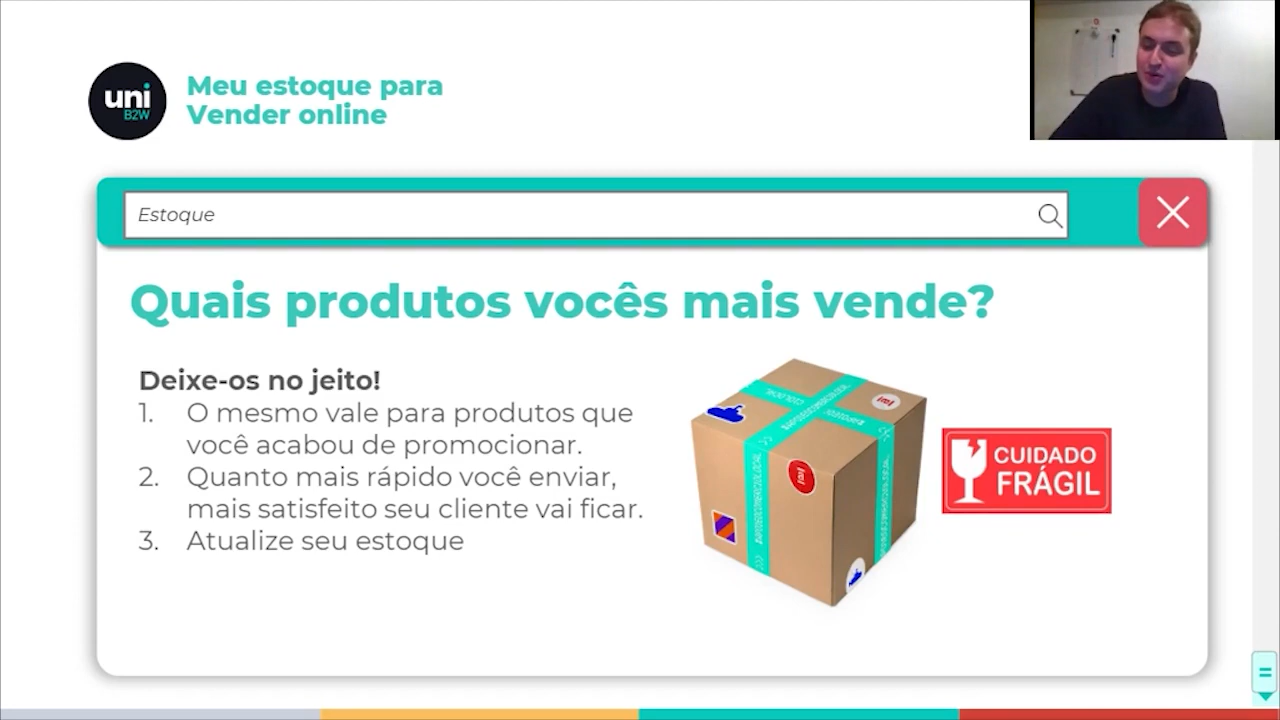 uni
B2W
Meu estoque para
Vender online
Estoque
Quais produtos vocês mais vende?
Deixe-os no jeito!
1. O mesmo vale para produtos que
você acabou de promocionar.
2. Quanto mais rápido você enviar,
mais satisfeito seu cliente vai ficar.
3. Atualize seu estoque
CUIDADO
FRÁGIL